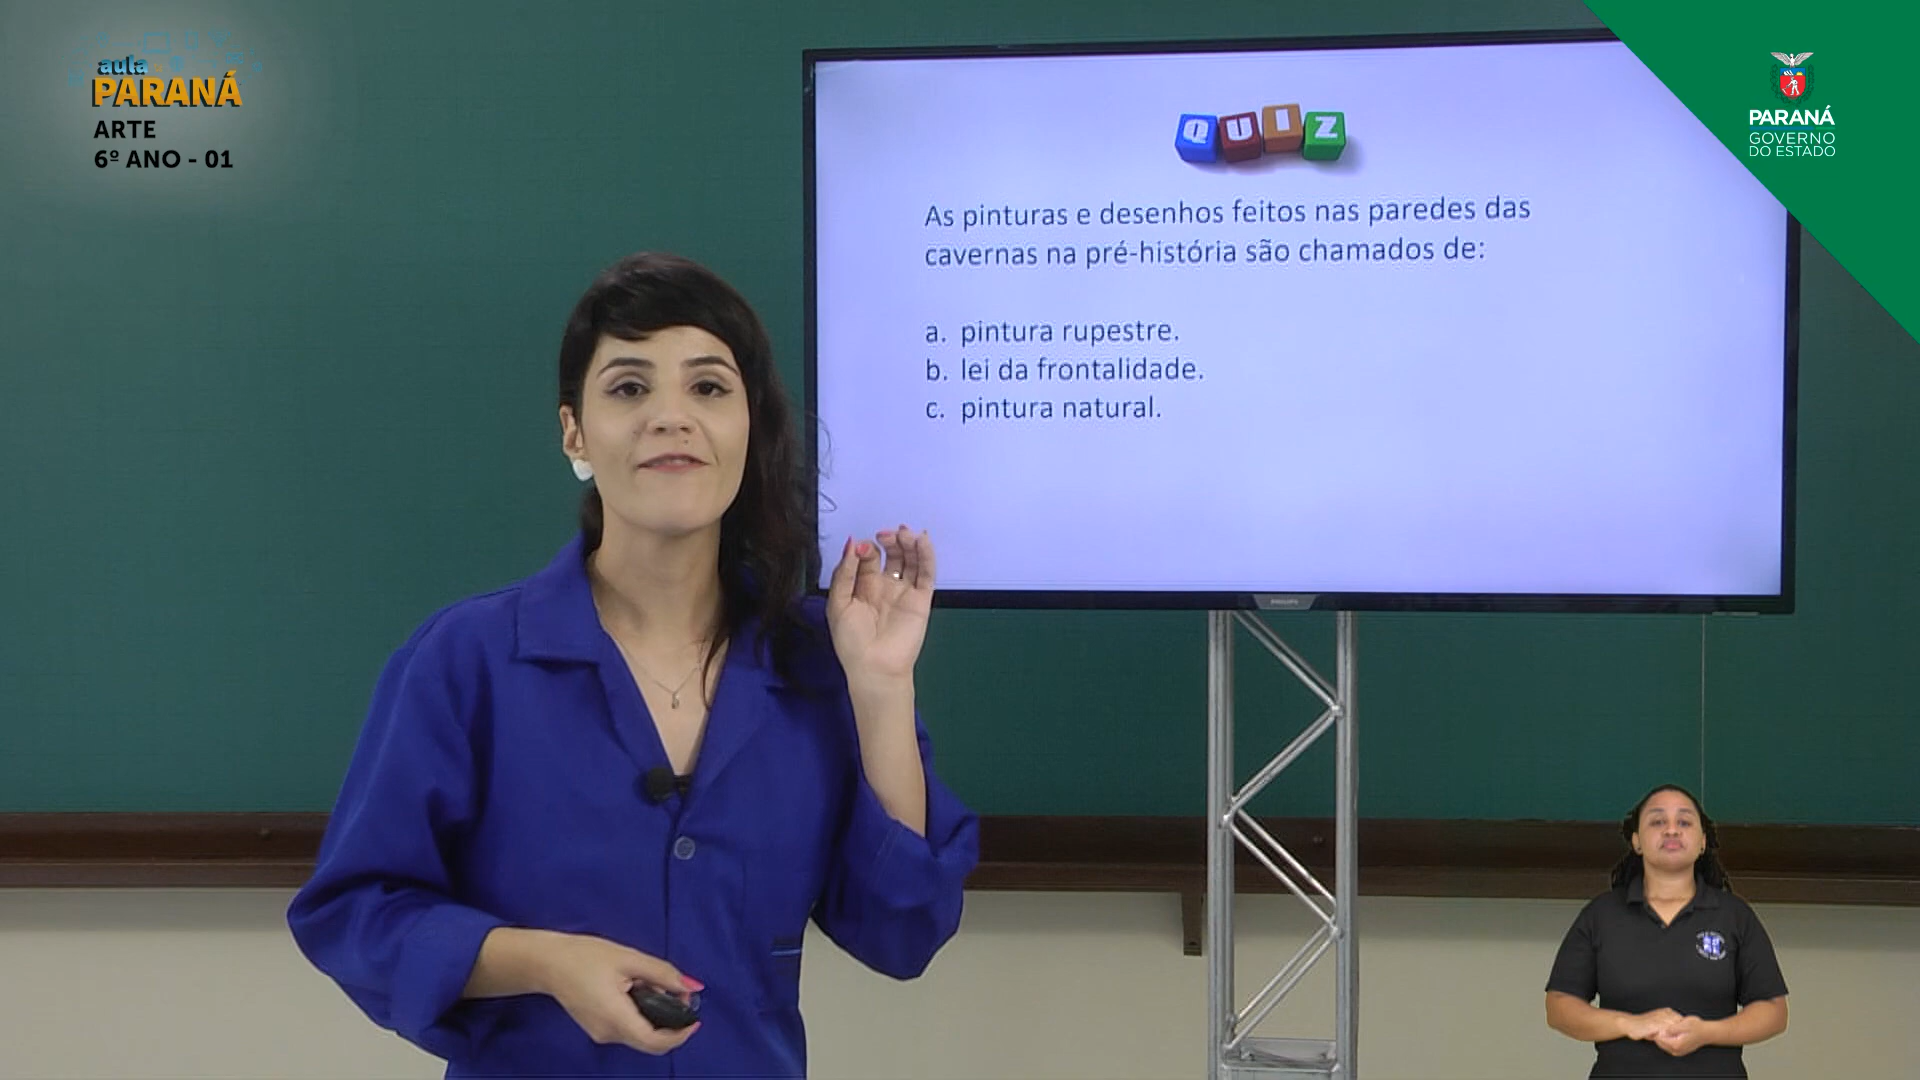 aula
PARANÁ
ARTE
6º ANO - 01
PARANÁ
GOVERNO
DO ESTADO
QUIZ
As pinturas e desenhos feitos nas paredes das
cavernas na pré-história são chamados de:
a. pintura rupestre.
b. lei da frontalidade.
c. pintura natural.
PHILIPS